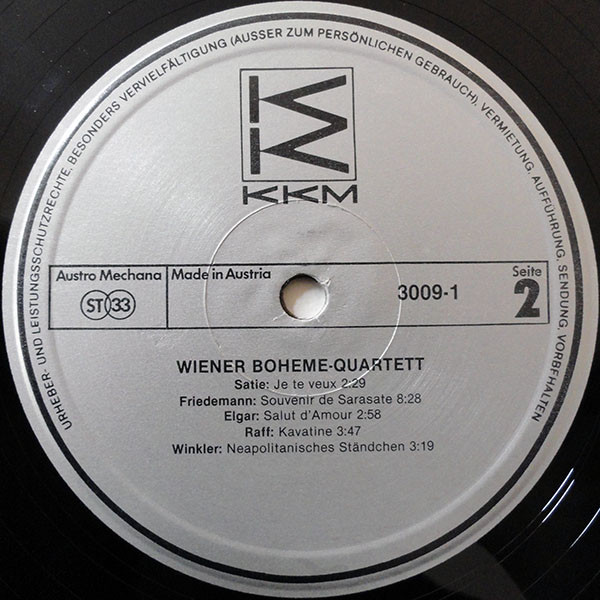 URHEBER- UND LEISTUNGSSCHUTZRECHTE, BESONDERS VERVIELFÄLTIGUNG (AUSSER ZUM PERSÖNLICHEN GEBRAUCH), VERMIETUNG, AUFFÜHRUNG, SENDUNG, VORBEHALTEN
KKM
Austro Mechana
Made in Austria
ST 33
3009-1
Seite
2
WIENER BOHEME-QUARTETT
Satie: Je te veux 2:29
Friedemann: Souvenir de Sarasate 8:28
Elgar: Salut d'Amour 2:58
Raff: Kavatine 3:47
Winkler: Neapolitanisches Ständchen 3:19